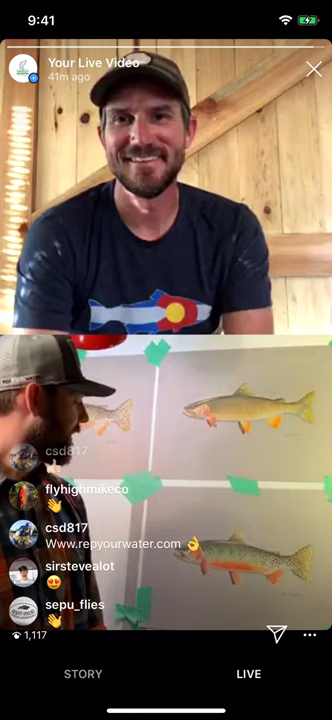 9:41
Your Live Video
41m ago
csd817
flyhighmikeco
csd817
Www.repyourwater.com
sirstevealot
sepu_flies
1,117
STORY
LIVE